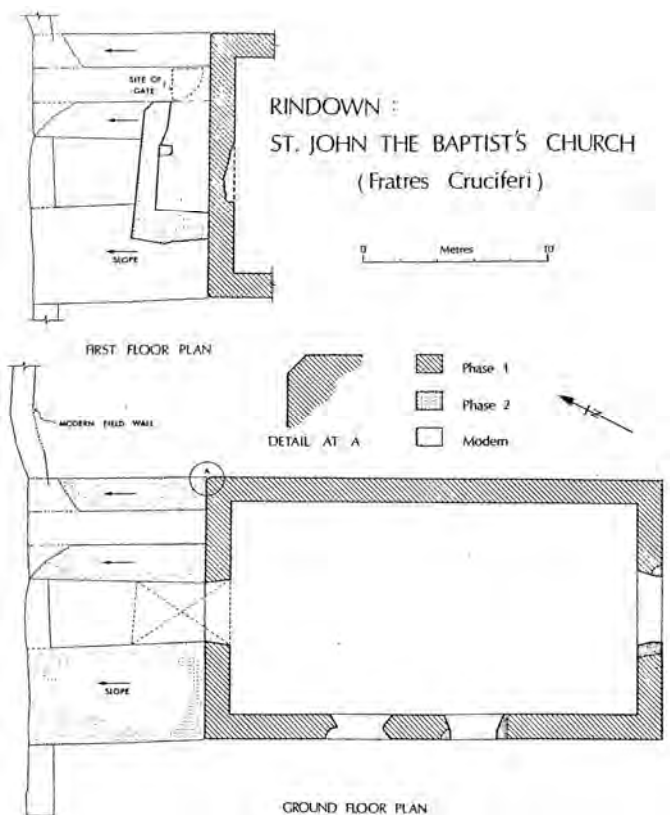 SITE OF
GATE
RINDOWN :
ST. JOHN THE BAPTIST'S CHURCH
(Fratres Cruciferi)
0 Metres 10
SLOPE
FIRST FLOOR PLAN
MODERN FIELD WALL
DETAIL AT A
Phase 1
Phase 2
Modern
N
A
SLOPE
GROUND FLOOR PLAN